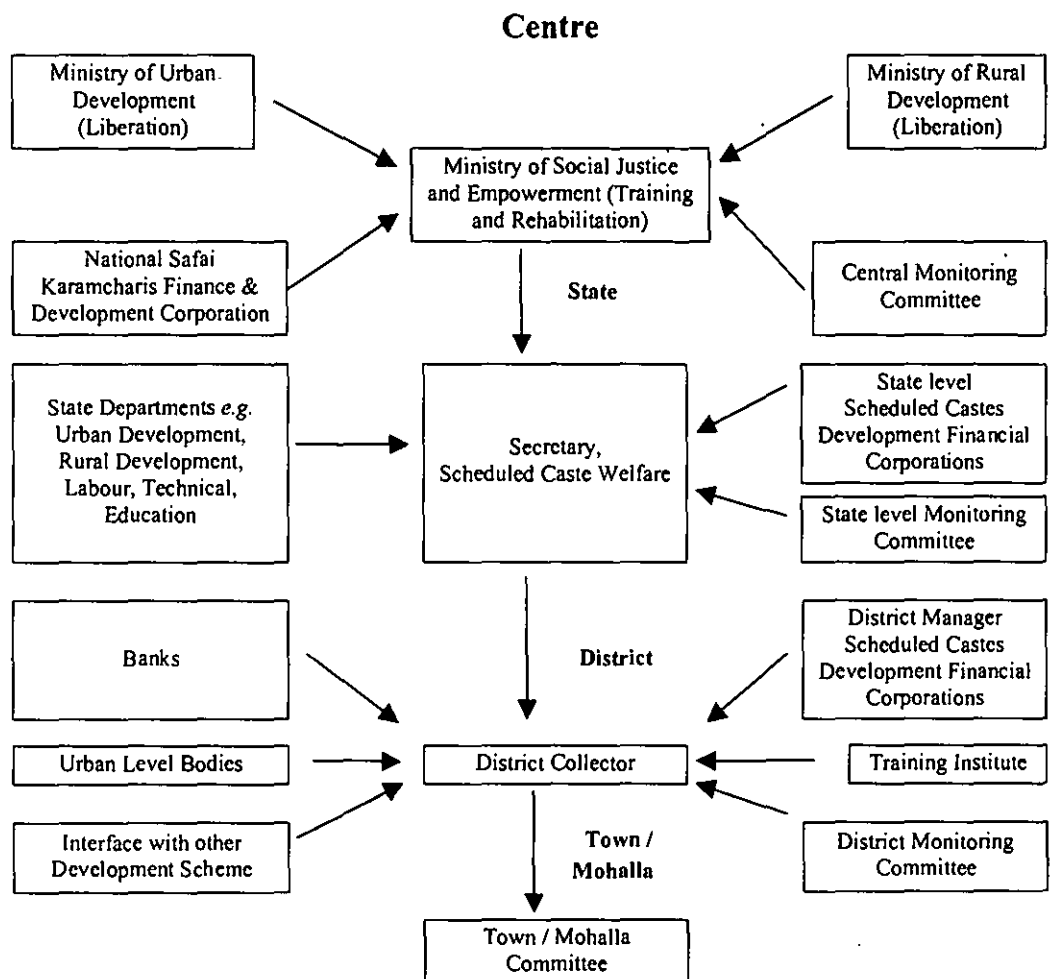 Centre
Ministry of Urban
Development
(Liberation)
Ministry of Rural
Development
(Liberation)
Ministry of Social Justice
and Empowerment (Training
and Rehabilitation)
National Safai
Karamcharis Finance &
Development Corporation
State
Central Monitoring
Committee
State Departments e.g.
Urban Development,
Rural Development,
Labour, Technical,
Education
Secretary,
Scheduled Caste Welfare
State level
Scheduled Castes
Development Financial
Corporations
State level Monitoring
Committee
Banks
District
District Manager
Scheduled Castes
Development Financial
Corporations
Urban Level Bodies
District Collector
Training Institute
Interface with other
Development Scheme
Town /
Mohalla
District Monitoring
Committee
Town / Mohalla
Committee